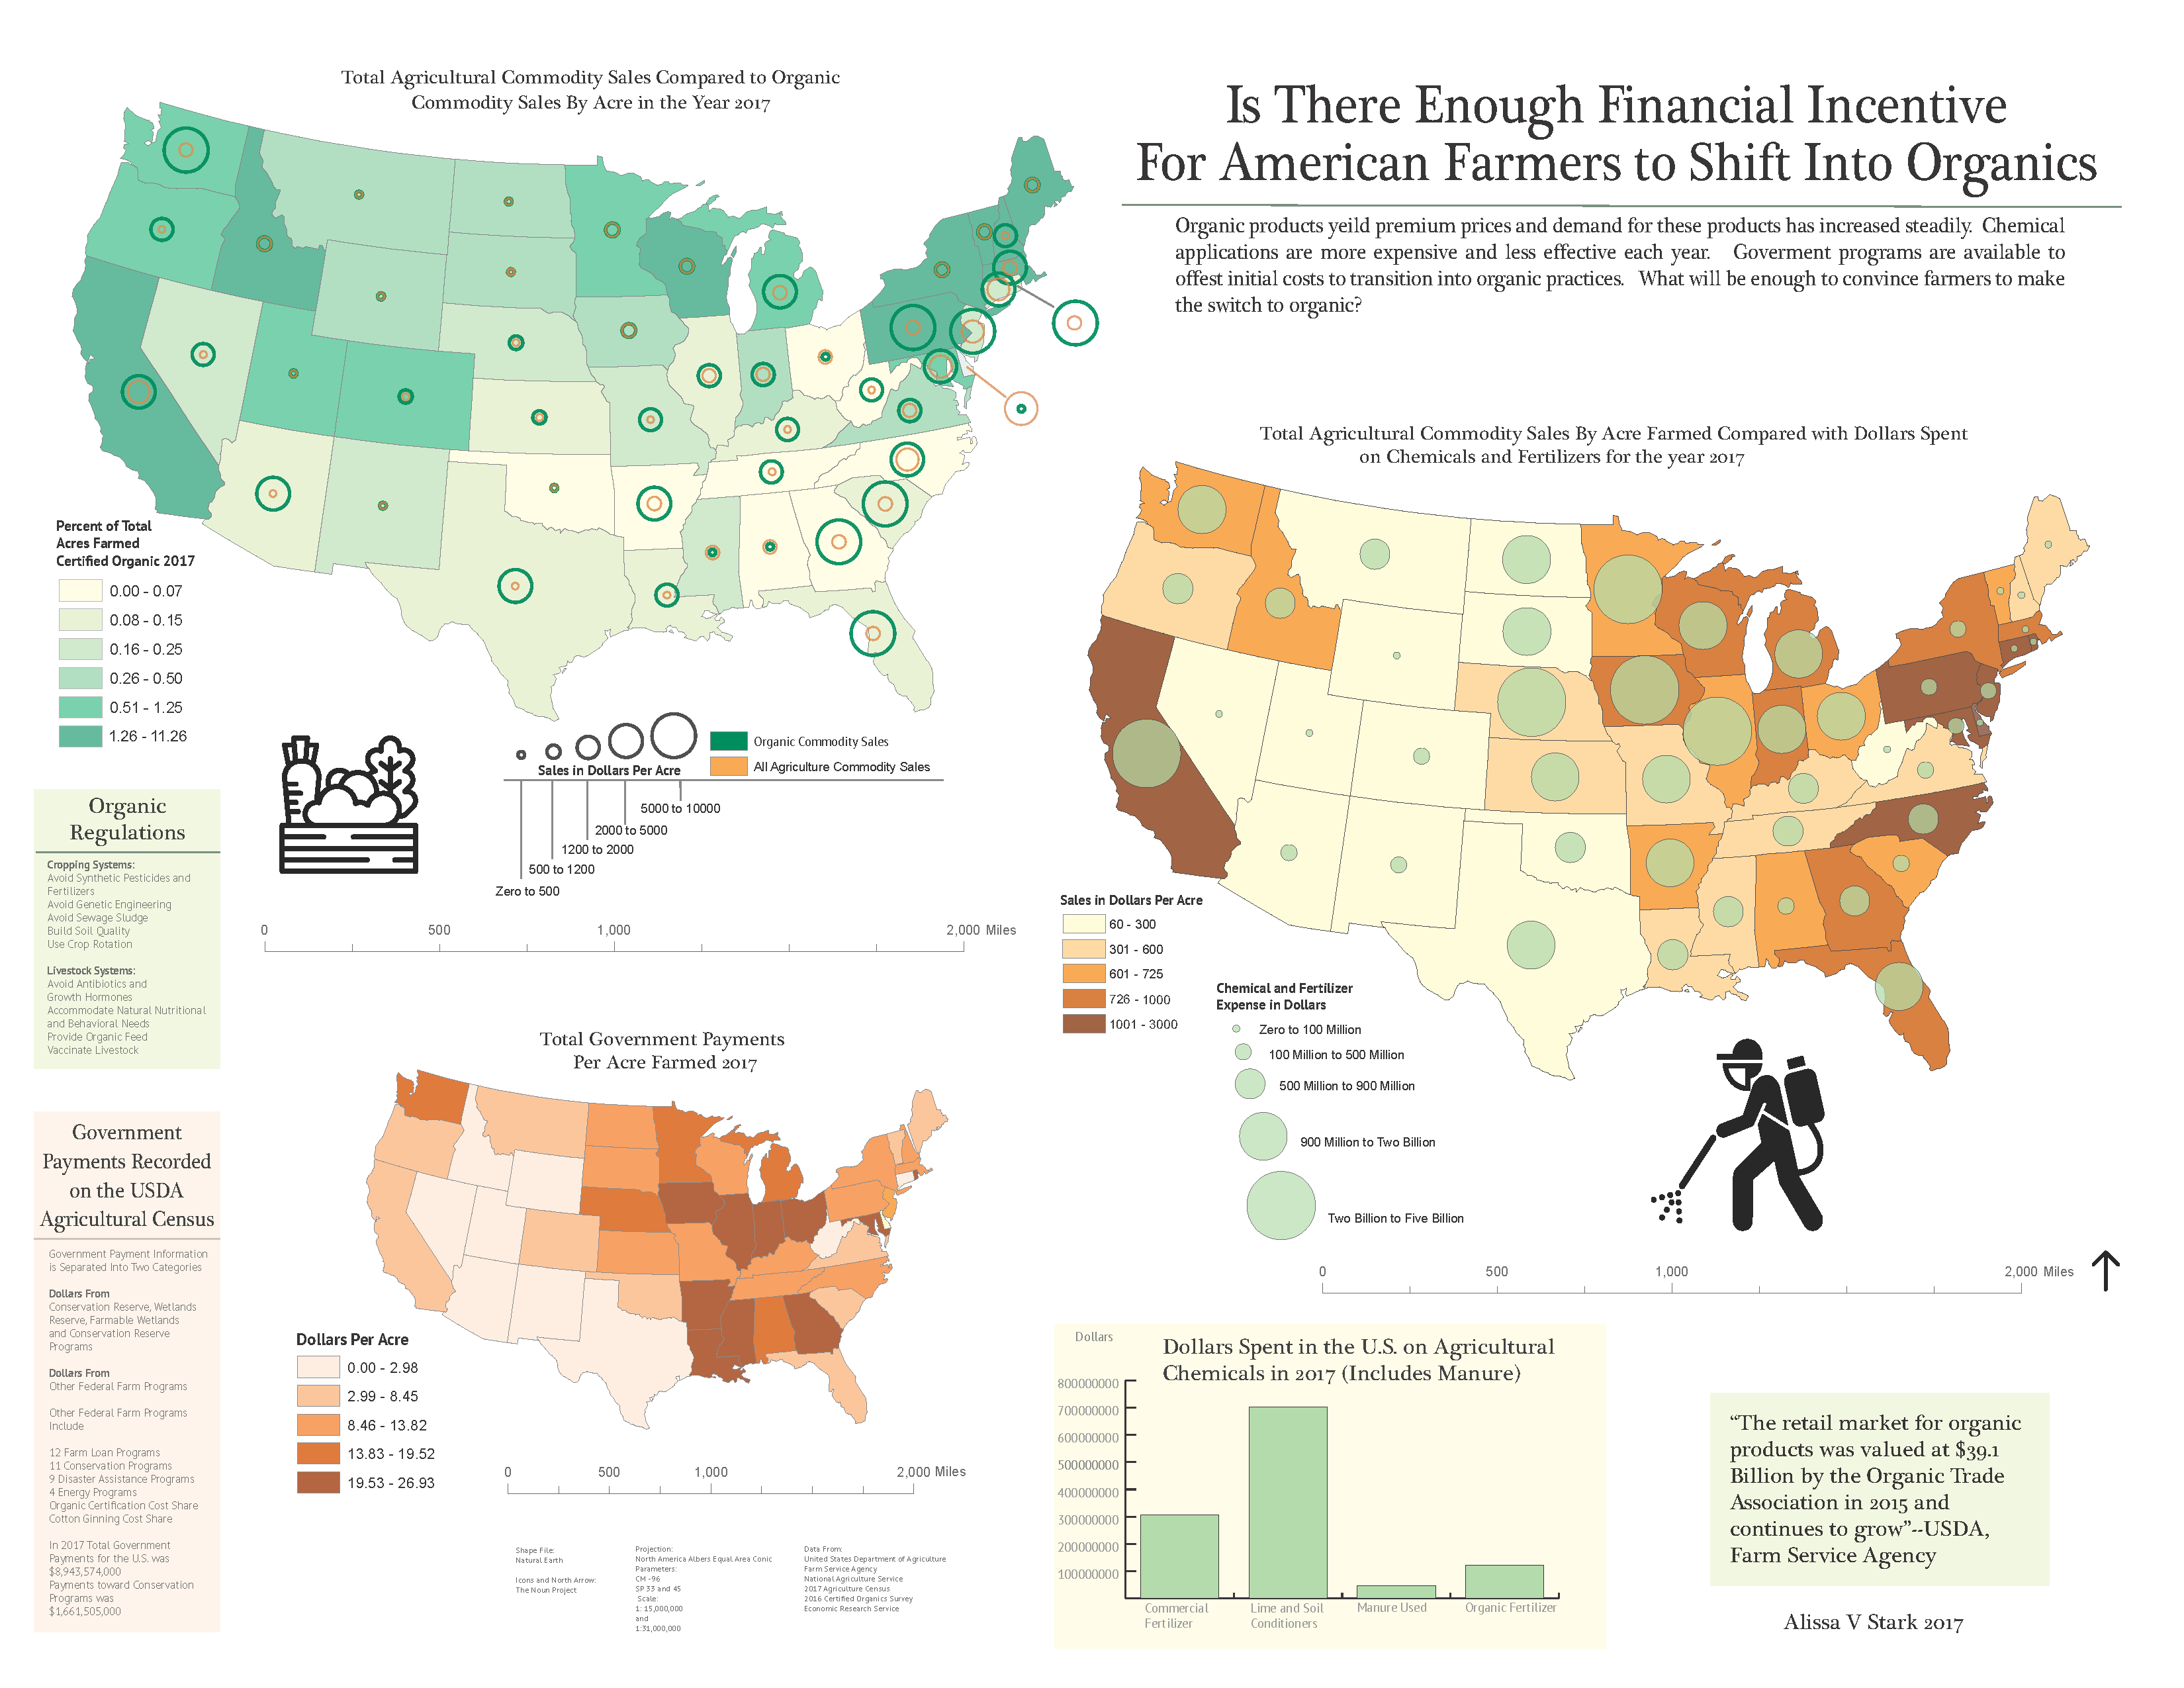 Total Agricultural Commodity Sales Compared to Organic
Commodity Sales By Acre in the Year 2017
Is There Enough Financial Incentive
For American Farmers to Shift Into Organics
Organic products yeild premium prices and demand for these products has increased steadily. Chemical
applications are more expensive and less effective each year. Goverment programs are available to
offest initial costs to transition into organic practices. What will be enough to convince farmers to make
the switch to organic?
Percent of Total
Acres Farmed
Certified Organic 2017
0.00 - 0.07
0.08 - 0.15
0.16 - 0.25
0.26 - 0.50
0.51 - 1.25
1.26 - 11.26
Organic Commodity Sales
All Agriculture Commodity Sales
Sales in Dollars Per Acre
5000 to 10000
2000 to 5000
1200 to 2000
500 to 1200
Zero to 500
0 500 1,000 2,000 Miles
Organic
Regulations
Cropping Systems:
Avoid Synthetic Pesticides and
Fertilizers
Avoid Genetic Engineering
Avoid Sewage Sludge
Build Soil Quality
Use Crop Rotation
Livestock Systems:
Avoid Antibiotics and
Growth Hormones
Accommodate Natural Nutritional
and Behavioral Needs
Provide Organic Feed
Vaccinate Livestock
Total Agricultural Commodity Sales By Acre Farmed Compared with Dollars Spent
on Chemicals and Fertilizers for the year 2017
Sales in Dollars Per Acre
60 - 300
301 - 600
601 - 725
726 - 1000
1001 - 3000
Chemical and Fertilizer
Expense in Dollars
Zero to 100 Million
100 Million to 500 Million
500 Million to 900 Million
900 Million to Two Billion
Two Billion to Five Billion
0 500 1,000 2,000 Miles
Government
Payments Recorded
on the USDA
Agricultural Census
Government Payment Information
is Separated Into Two Categories
Dollars From
Conservation Reserve, Wetlands
Reserve, Farmable Wetlands
and Conservation Reserve
Programs
Dollars From
Other Federal Farm Programs
Other Federal Farm Programs
Include
12 Farm Loan Programs
11 Conservation Programs
9 Disaster Assistance Programs
4 Energy Programs
Organic Certification Cost Share
Cotton Ginning Cost Share
In 2017 Total Government
Payments for the U.S. was
$8,943,574,000
Payments toward Conservation
Programs was
$1,661,505,000
Total Government Payments
Per Acre Farmed 2017
Dollars Per Acre
0.00 - 2.98
2.99 - 8.45
8.46 - 13.82
13.83 - 19.52
19.53 - 26.93
0 500 1,000 2,000 Miles
Shape File:
Natural Earth
Icons and North Arrow:
The Noun Project
Projection:
North America Albers Equal Area Conic
Parameters:
CM -96
SP 33 and 45
Scale:
1: 15,000,000
and
1:31,000,000
Data From:
United States Department of Agriculture
Farm Service Agency
National Agriculture Service
2017 Agriculture Census
2016 Certified Organics Survey
Economic Research Service
Dollars
Dollars Spent in the U.S. on Agricultural
Chemicals in 2017 (Includes Manure)
800000000
700000000
600000000
500000000
400000000
300000000
200000000
100000000
Commercial
Fertilizer
Lime and Soil
Conditioners
Manure Used
Organic Fertilizer
“The retail market for organic
products was valued at $39.1
Billion by the Organic Trade
Association in 2015 and
continues to grow”--USDA,
Farm Service Agency
Alissa V Stark 2017